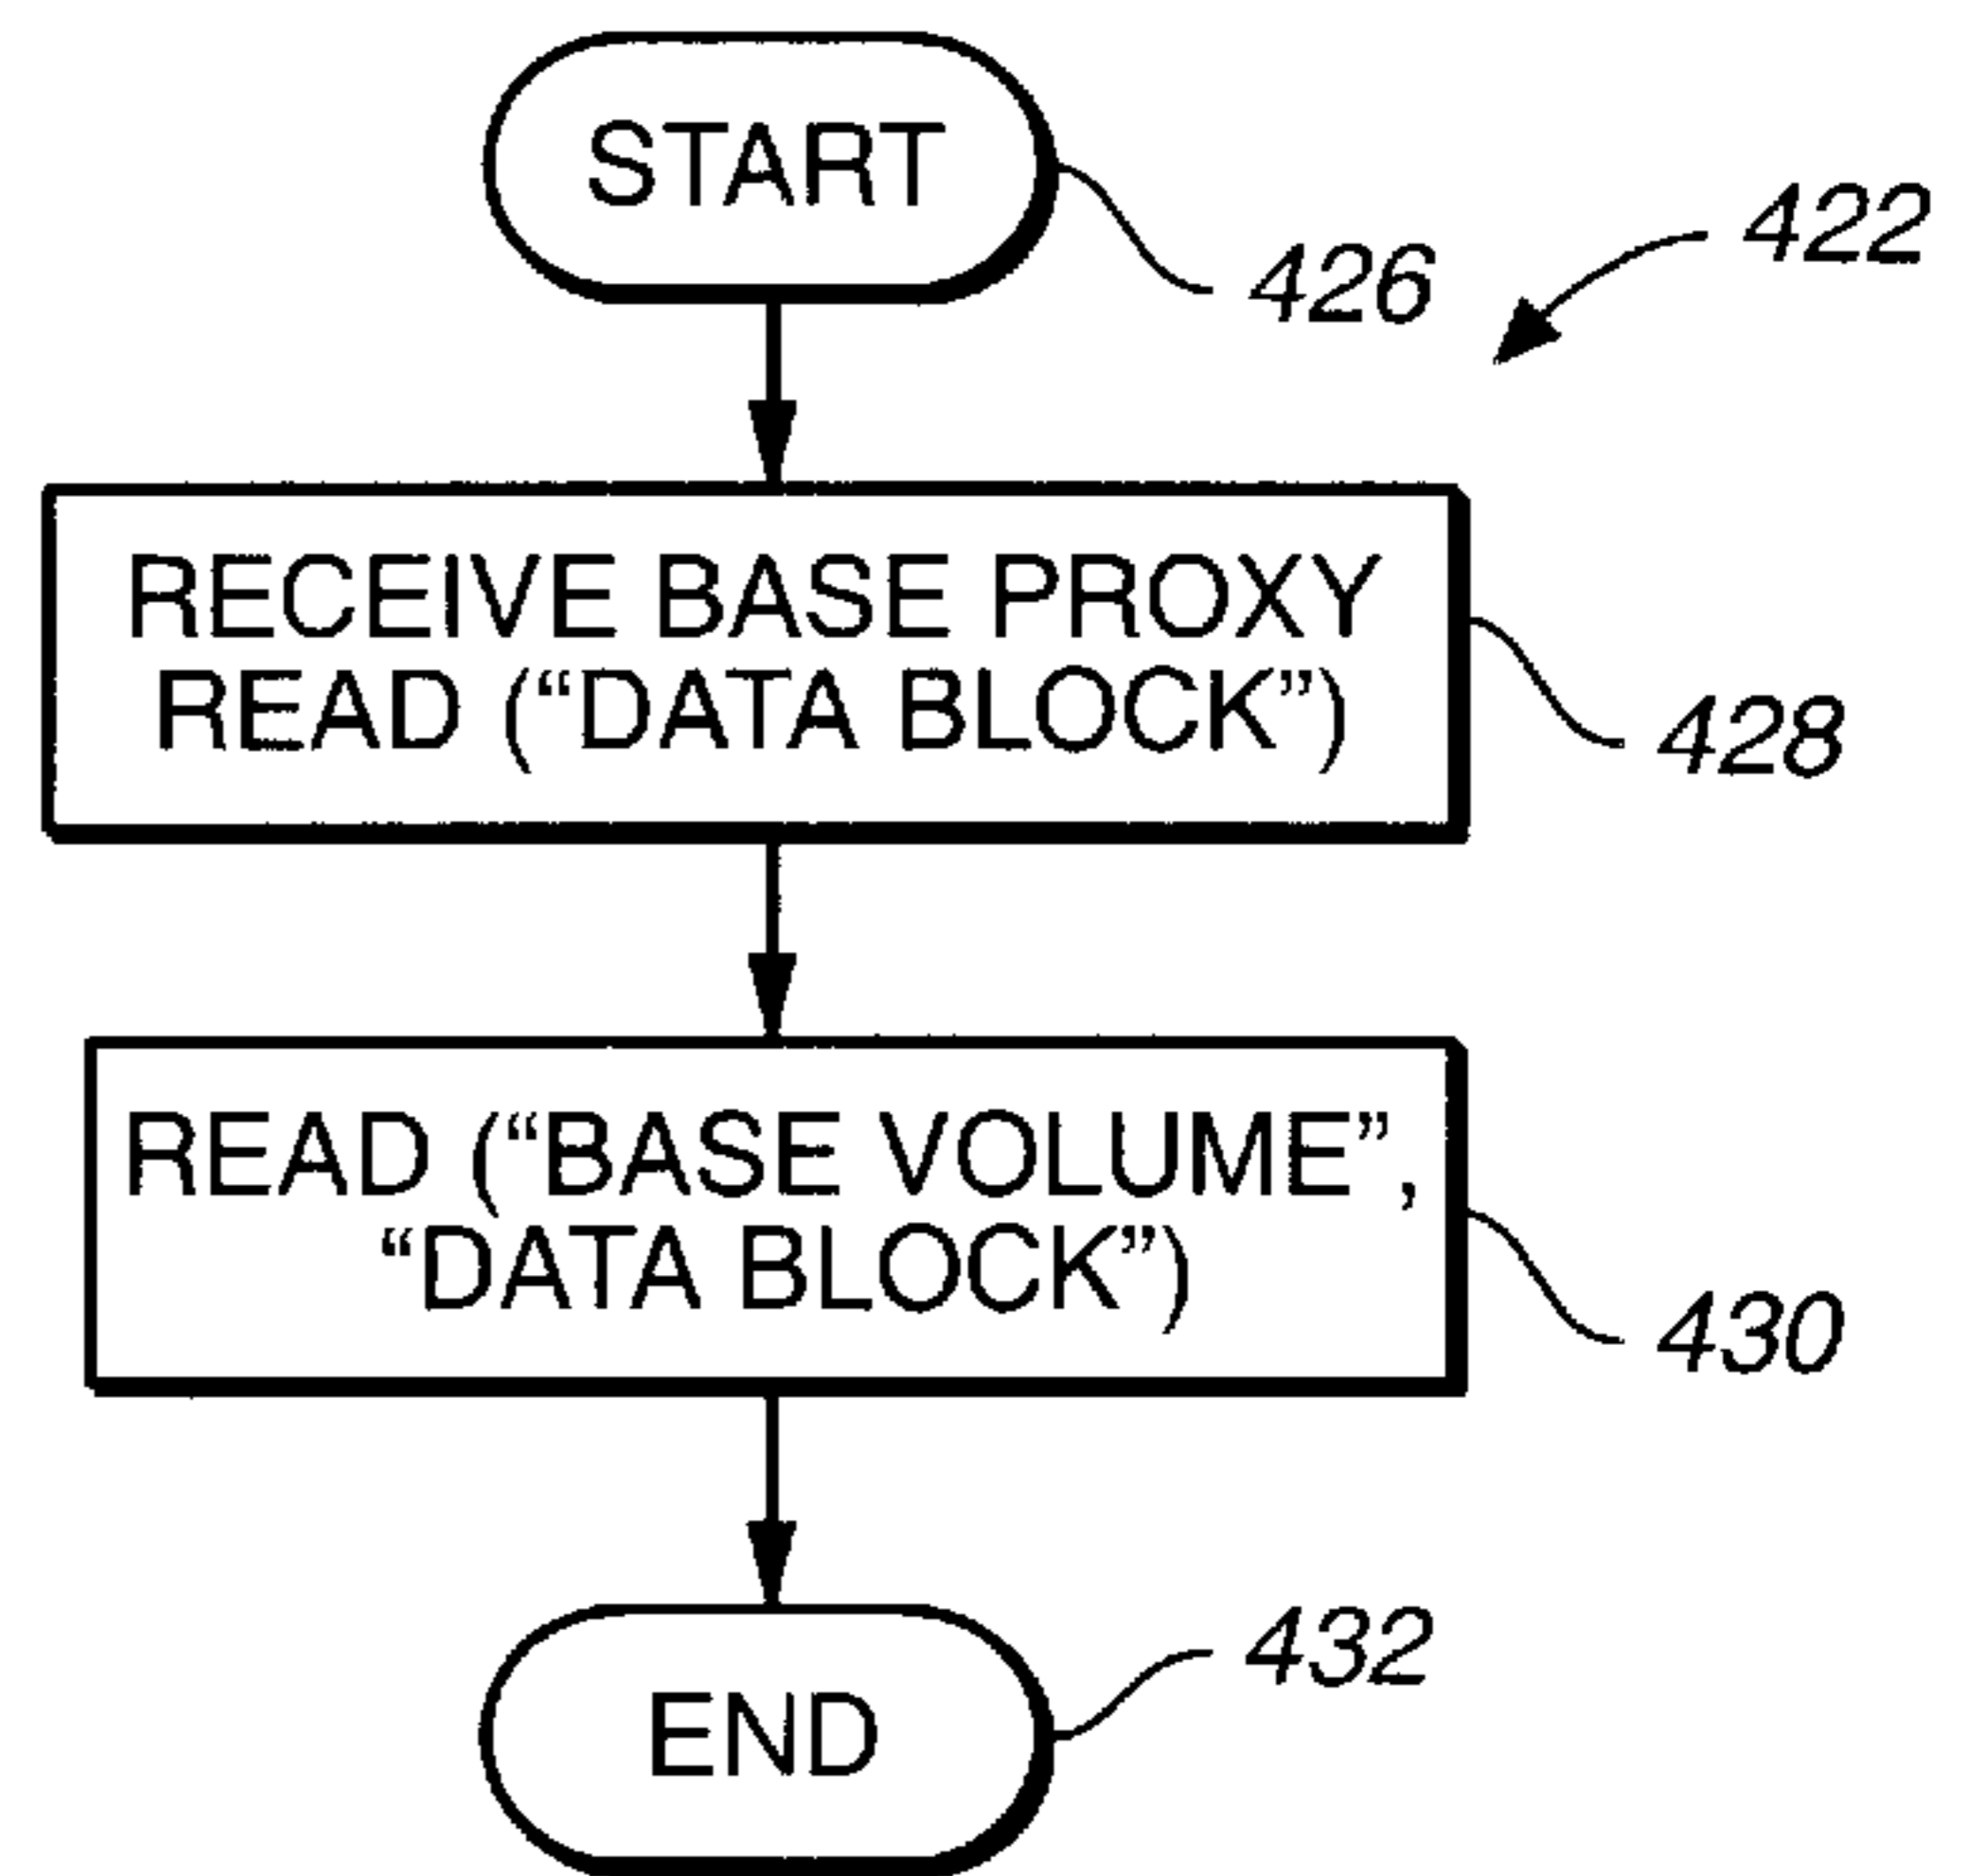 START
426
422
RECEIVE BASE PROXY
READ (“DATA BLOCK”)
428
READ (“BASE VOLUME”,
“DATA BLOCK”)
430
432
END